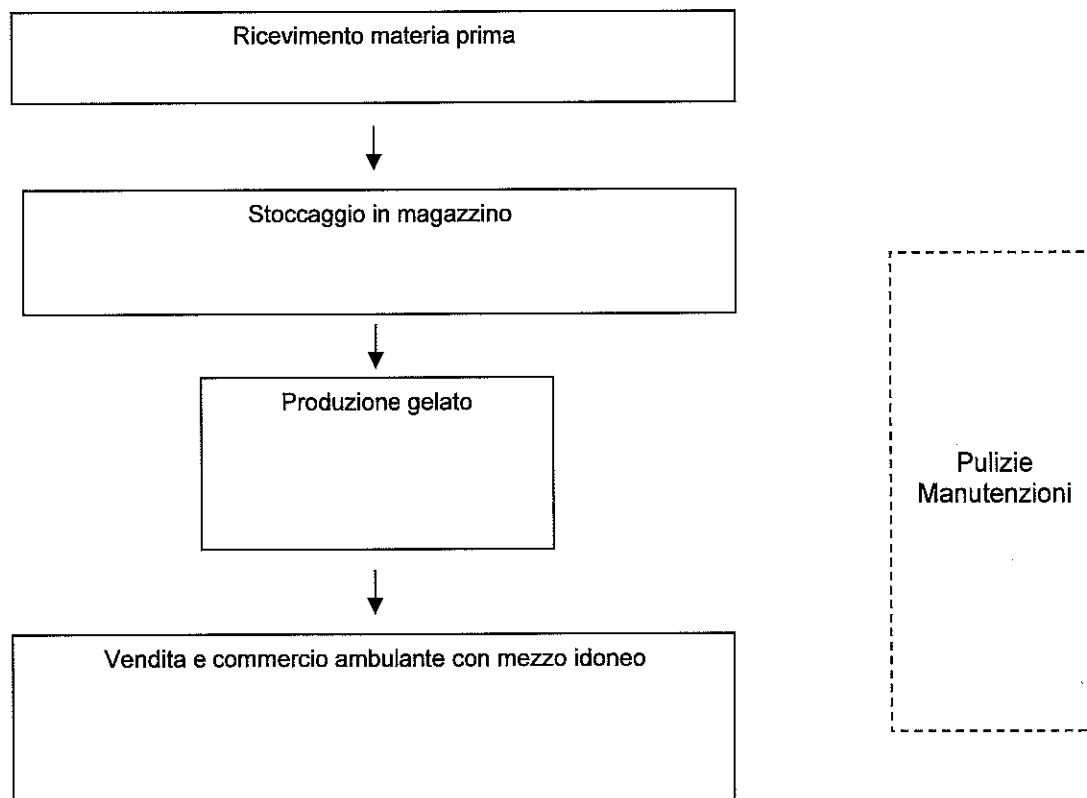 Ricevimento materia prima
Stoccaggio in magazzino
Produzione gelato
Pulizie
Manutenzioni
Vendita e commercio ambulante con mezzo idoneo